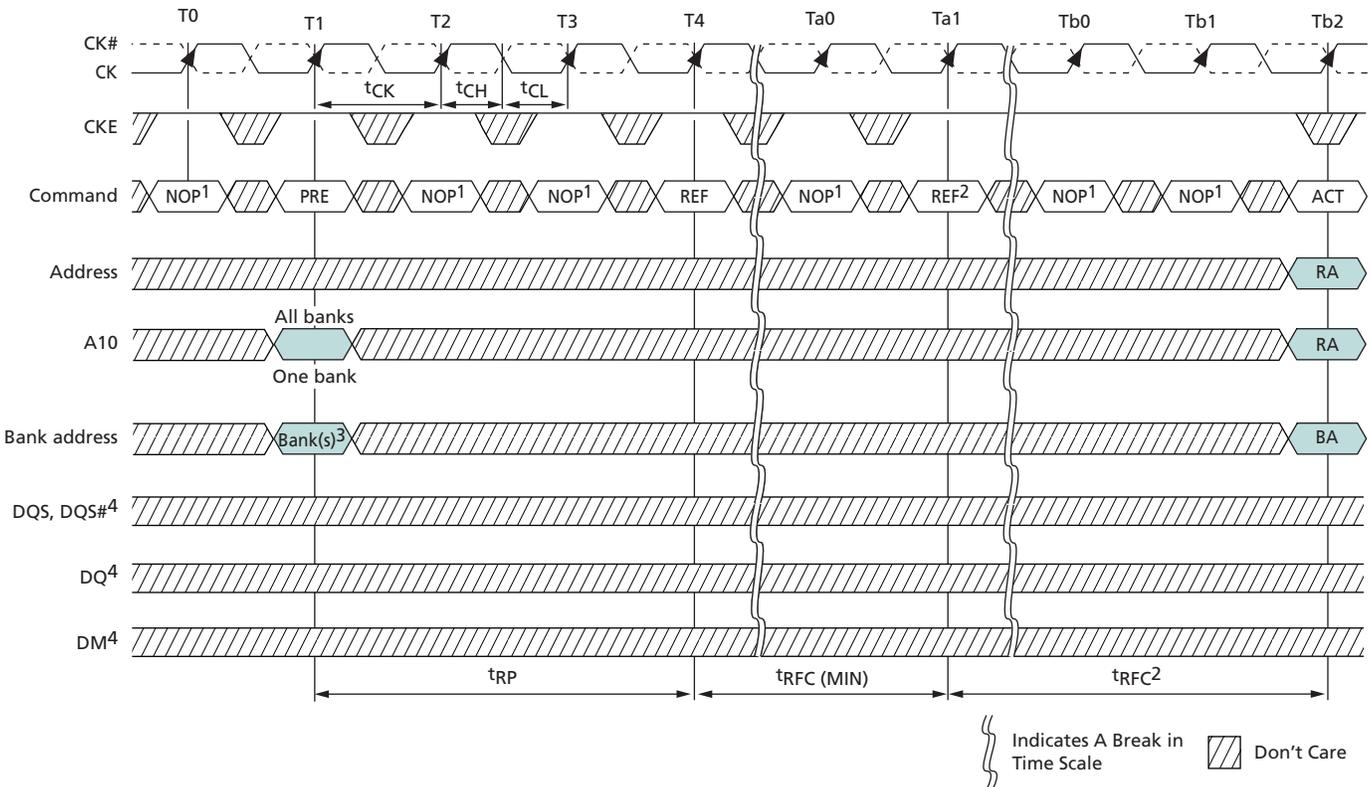 T0 T1 T2 T3 T4 Ta0 Ta1 Tb0 Tb1 Tb2
CK#
CK
tCK tCH tCL
CKE
Command NOP1 PRE NOP1 NOP1 REF NOP1 REF2 NOP1 NOP1 ACT
Address RA
All banks
A10 RA
One bank
Bank address Bank(s)3 BA
DQS, DQS#4
DQ4
DM4
tRP tRFC (MIN) tRFC2
Indicates A Break in
Time Scale
Don't Care